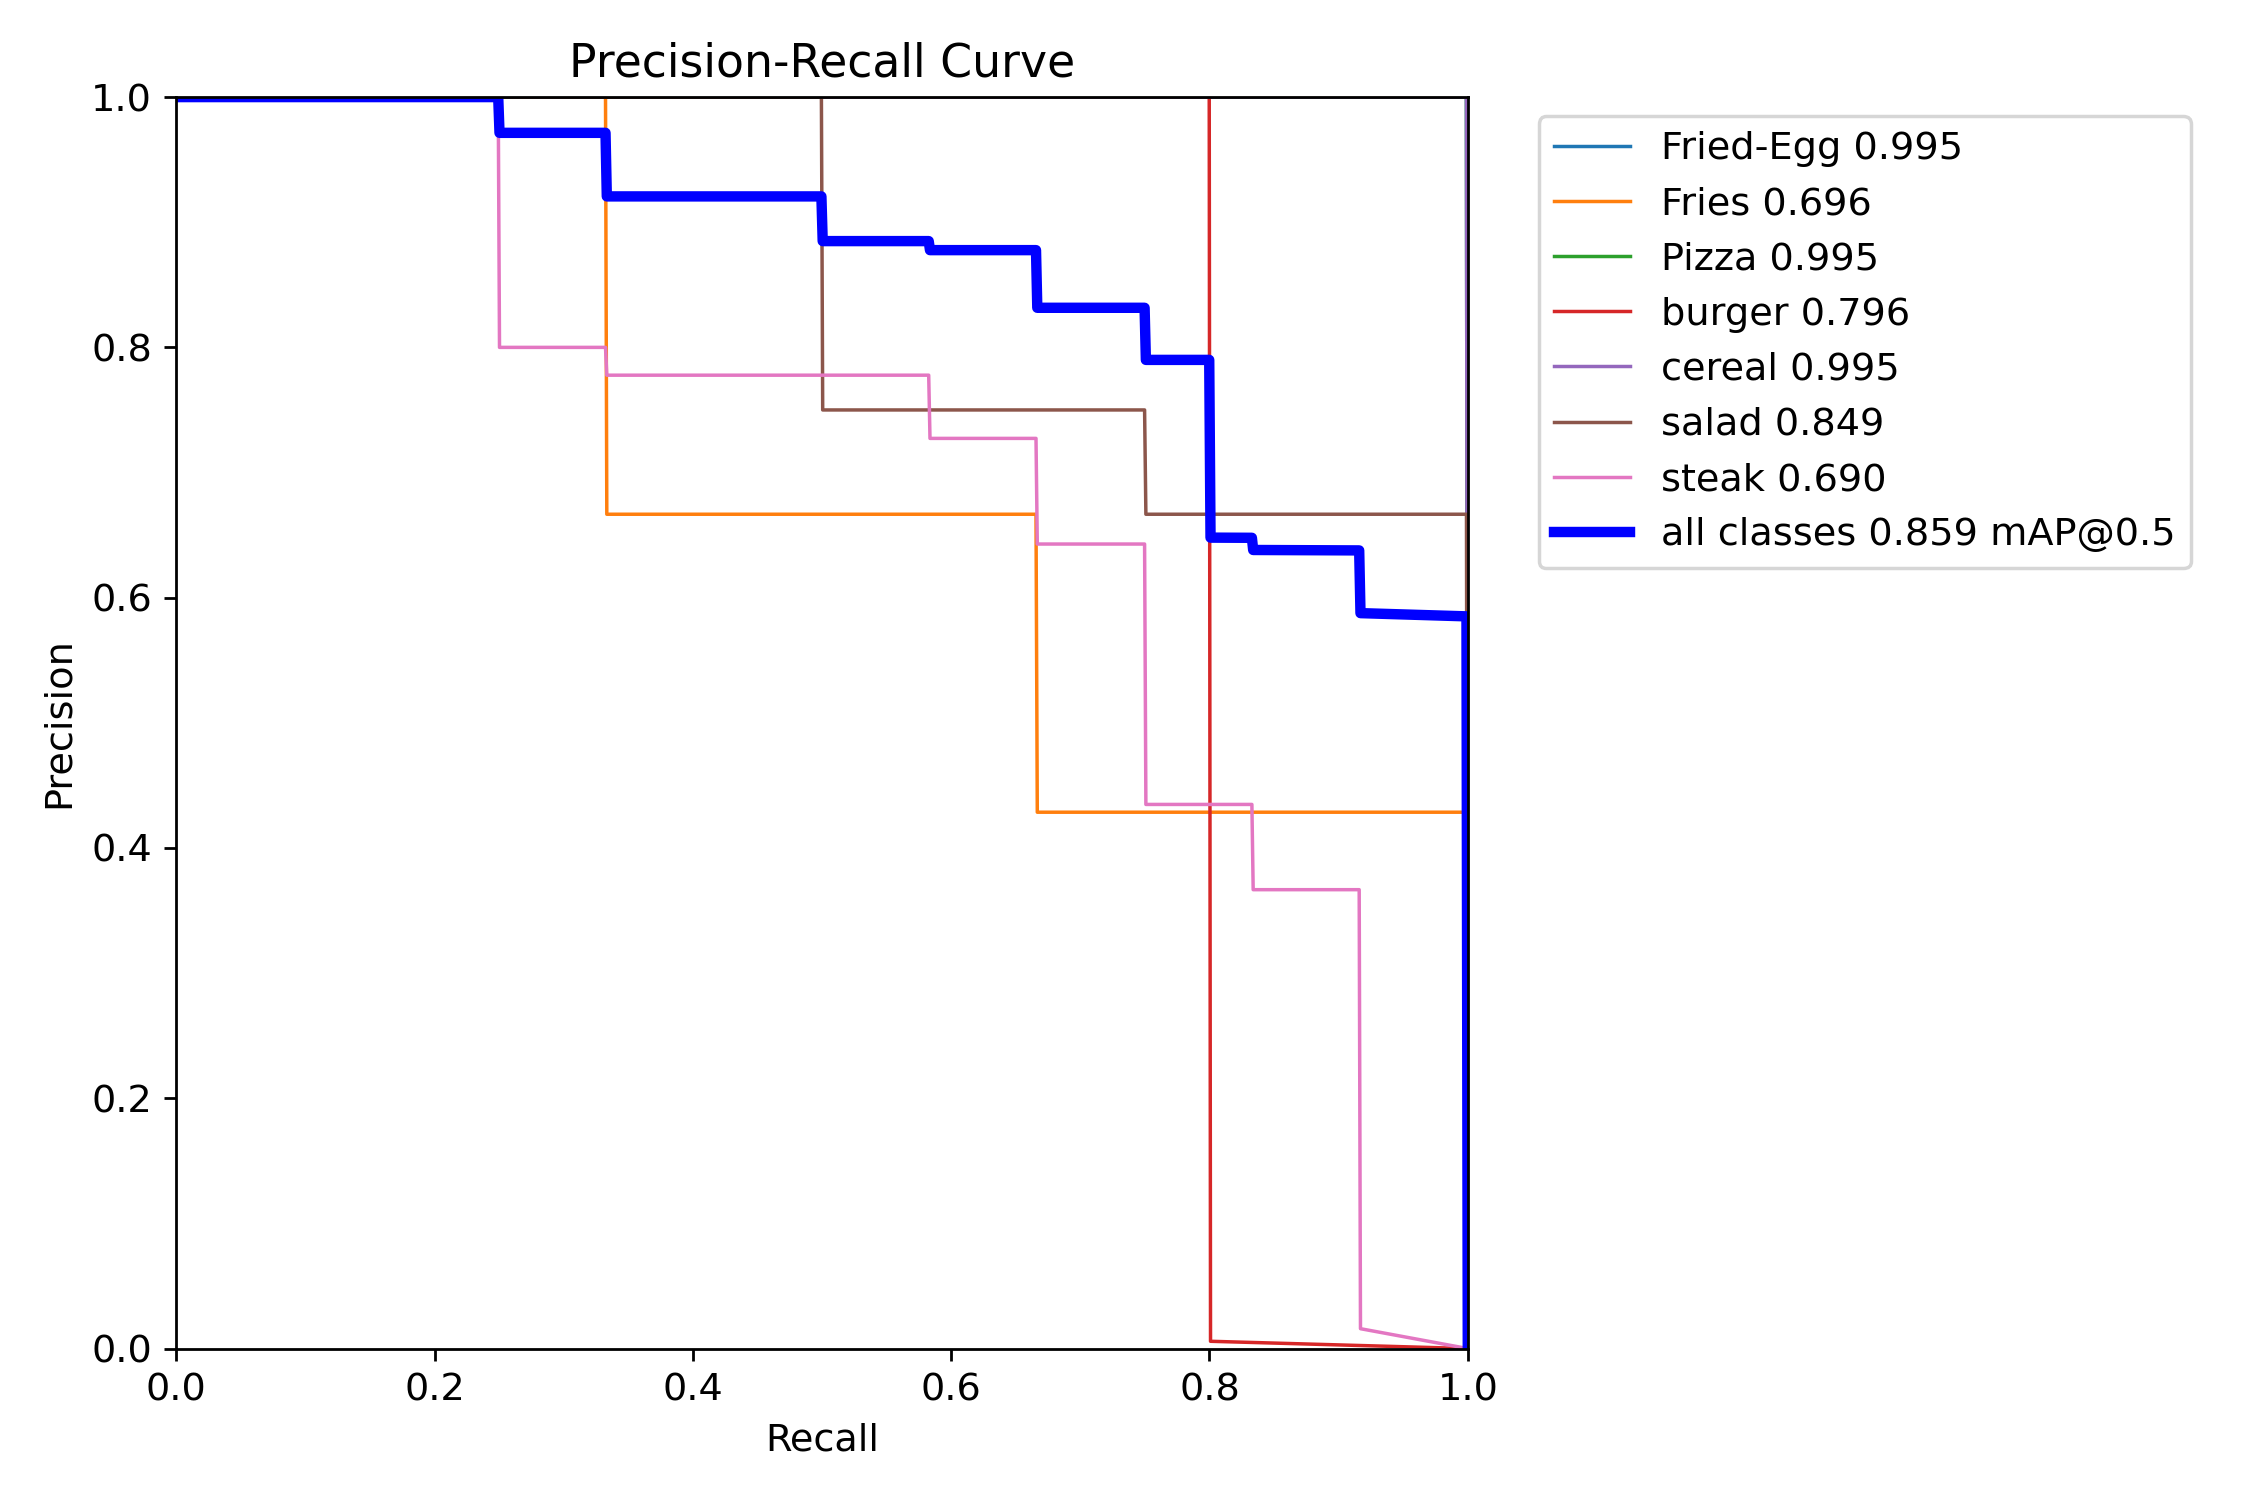 Precision-Recall Curve
1.0
0.8
0.6
0.4
0.2
0.0
Precision
0.0 0.2 0.4 0.6 0.8 1.0
Recall
Fried-Egg 0.995
Fries 0.696
Pizza 0.995
burger 0.796
cereal 0.995
salad 0.849
steak 0.690
all classes 0.859 mAP@0.5